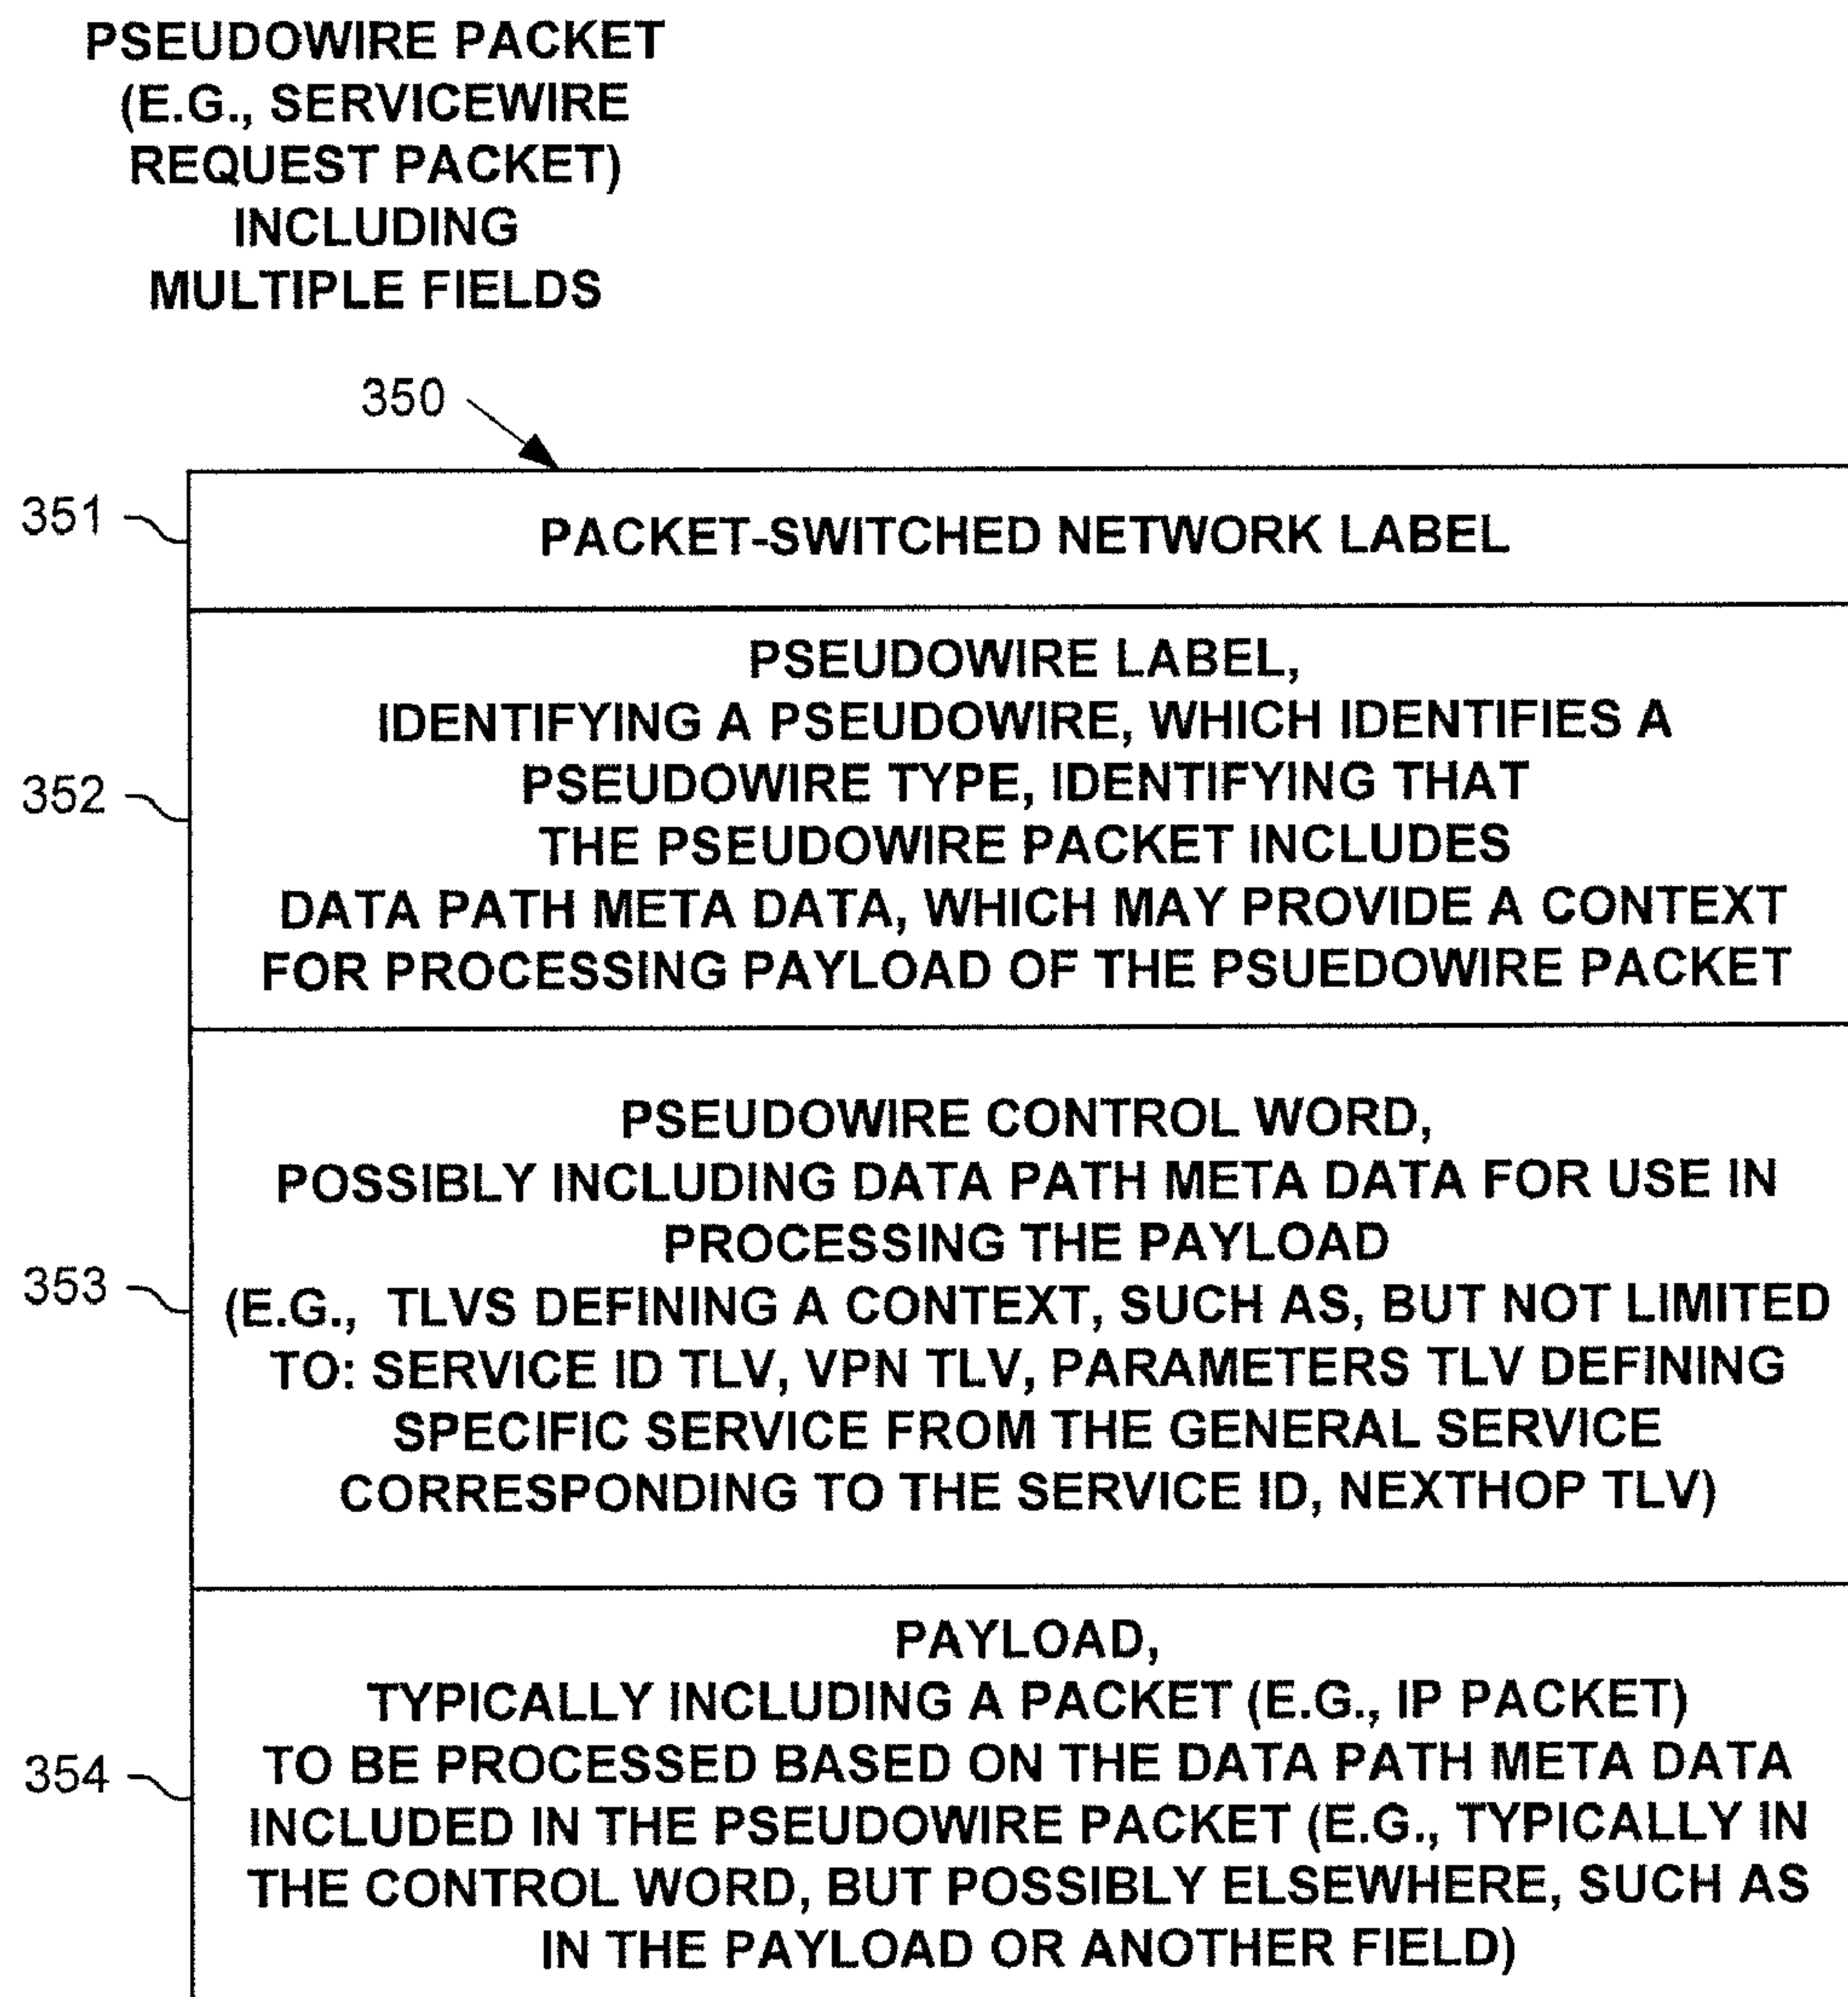 PSEUDOWIRE PACKET
(E.G., SERVICEWIRE
REQUEST PACKET)
INCLUDING
MULTIPLE FIELDS
350
351
PACKET-SWITCHED NETWORK LABEL
352
PSEUDOWIRE LABEL,
IDENTIFYING A PSEUDOWIRE, WHICH IDENTIFIES A
PSEUDOWIRE TYPE, IDENTIFYING THAT
THE PSEUDOWIRE PACKET INCLUDES
DATA PATH META DATA, WHICH MAY PROVIDE A CONTEXT
FOR PROCESSING PAYLOAD OF THE PSUEDOWIRE PACKET
353
PSEUDOWIRE CONTROL WORD,
POSSIBLY INCLUDING DATA PATH META DATA FOR USE IN
PROCESSING THE PAYLOAD
(E.G., TLVS DEFINING A CONTEXT, SUCH AS, BUT NOT LIMITED
TO: SERVICE ID TLV, VPN TLV, PARAMETERS TLV DEFINING
SPECIFIC SERVICE FROM THE GENERAL SERVICE
CORRESPONDING TO THE SERVICE ID, NEXTHOP TLV)
354
PAYLOAD,
TYPICALLY INCLUDING A PACKET (E.G., IP PACKET)
TO BE PROCESSED BASED ON THE DATA PATH META DATA
INCLUDED IN THE PSEUDOWIRE PACKET (E.G., TYPICALLY IN
THE CONTROL WORD, BUT POSSIBLY ELSEWHERE, SUCH AS
IN THE PAYLOAD OR ANOTHER FIELD)